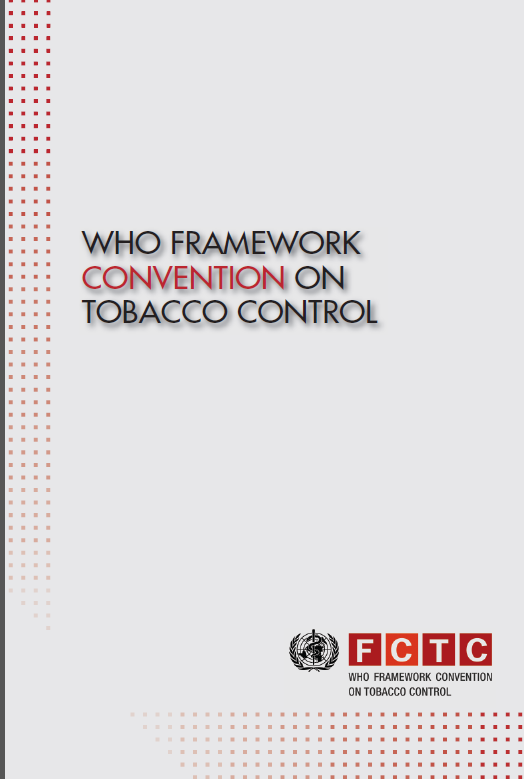 WHO FRAMEWORK
CONVENTION ON
TOBACCO CONTROL
FCTC
WHO FRAMEWORK CONVENTION
ON TOBACCO CONTROL